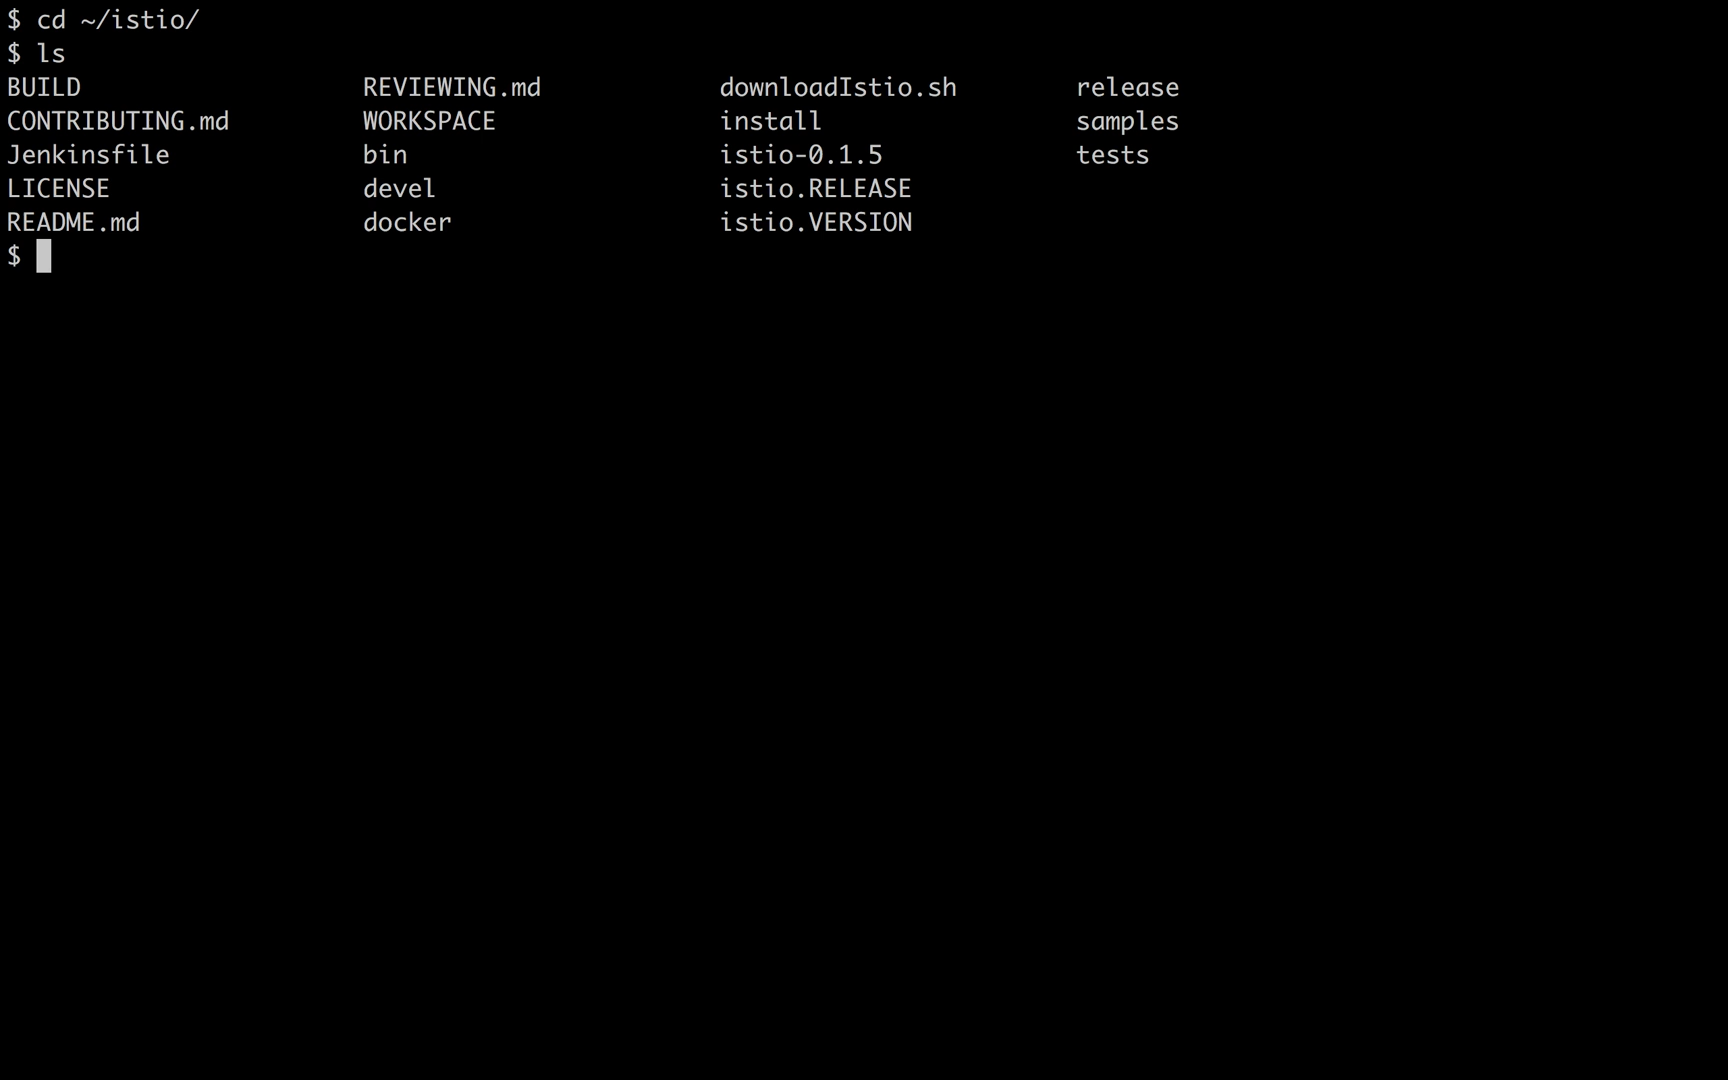 $ cd ~/istio/
$ ls
BUILD REVIEWING.md downloadIstio.sh release
CONTRIBUTING.md WORKSPACE install samples
Jenkinsfile bin istio-0.1.5 tests
LICENSE devel istio.RELEASE
README.md docker istio.VERSION
$